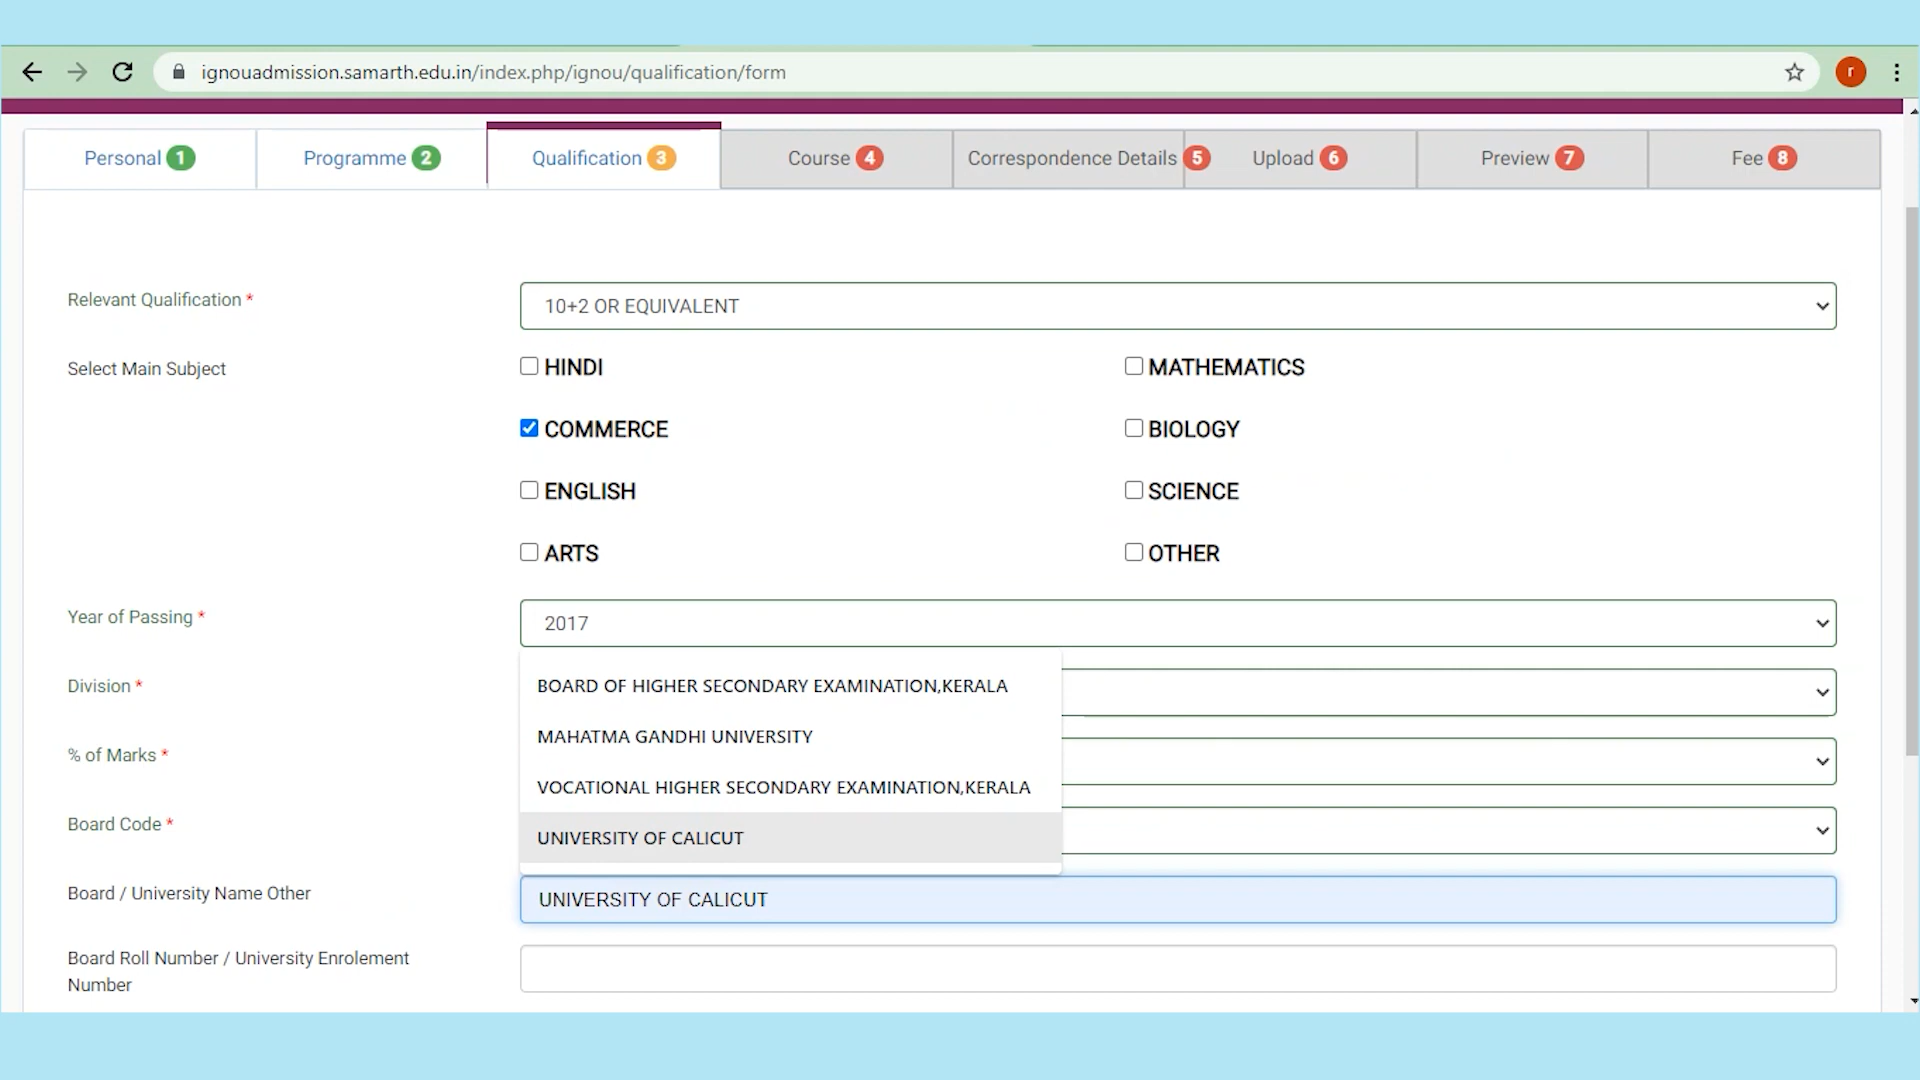 ignouadmission.samarth.edu.in/index.php/ignou/qualification/form
r
Personal 1
Programme 2
Qualification 3
Course 4
Correspondence Details 5
Upload 6
Preview 7
Fee 8
Relevant Qualification *
10+2 OR EQUIVALENT
Select Main Subject
HINDI
MATHEMATICS
COMMERCE
BIOLOGY
ENGLISH
SCIENCE
ARTS
OTHER
Year of Passing *
2017
Division *
BOARD OF HIGHER SECONDARY EXAMINATION,KERALA
MAHATMA GANDHI UNIVERSITY
% of Marks *
VOCATIONAL HIGHER SECONDARY EXAMINATION,KERALA
Board Code *
UNIVERSITY OF CALICUT
Board / University Name Other
UNIVERSITY OF CALICUT
Board Roll Number / University Enrolement
Number